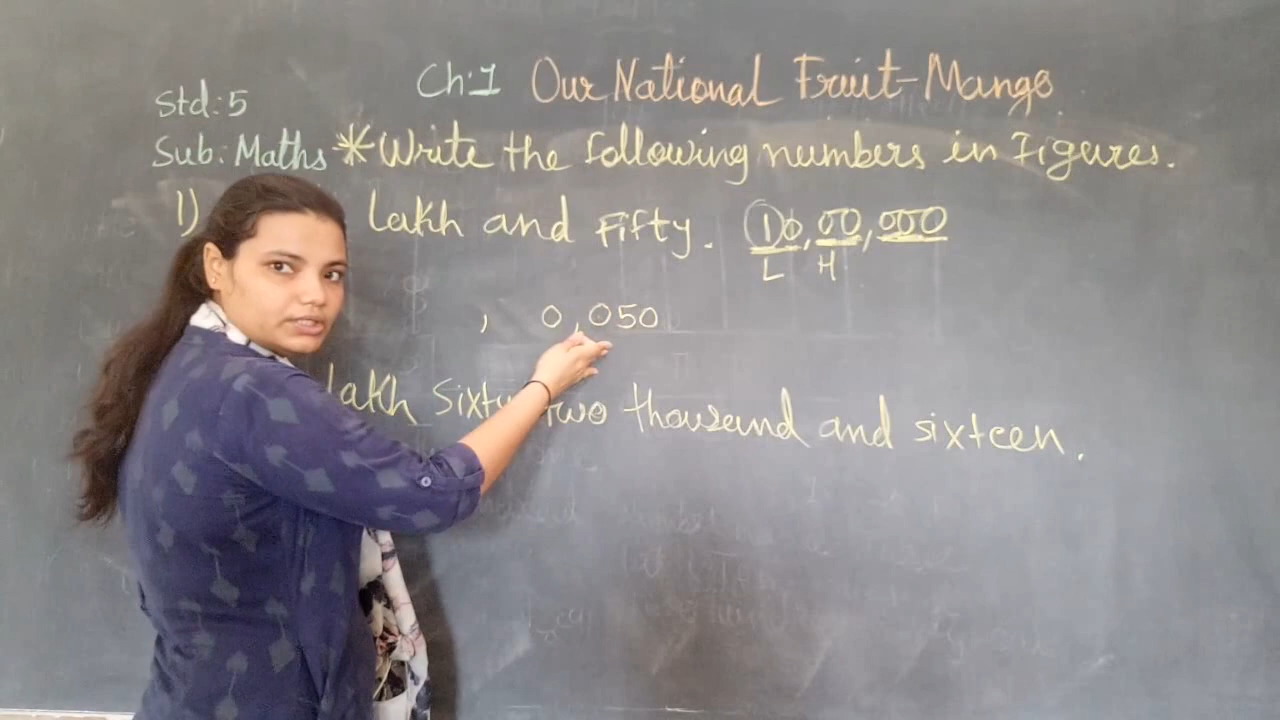 Ch:1 Our National Fruit-Mango
Std:5
Sub: Maths * Write the following numbers in Figures.
1) lakh and Fifty. 10,00,000
L H
, 0,050
lakh sixty two thousand and sixteen.